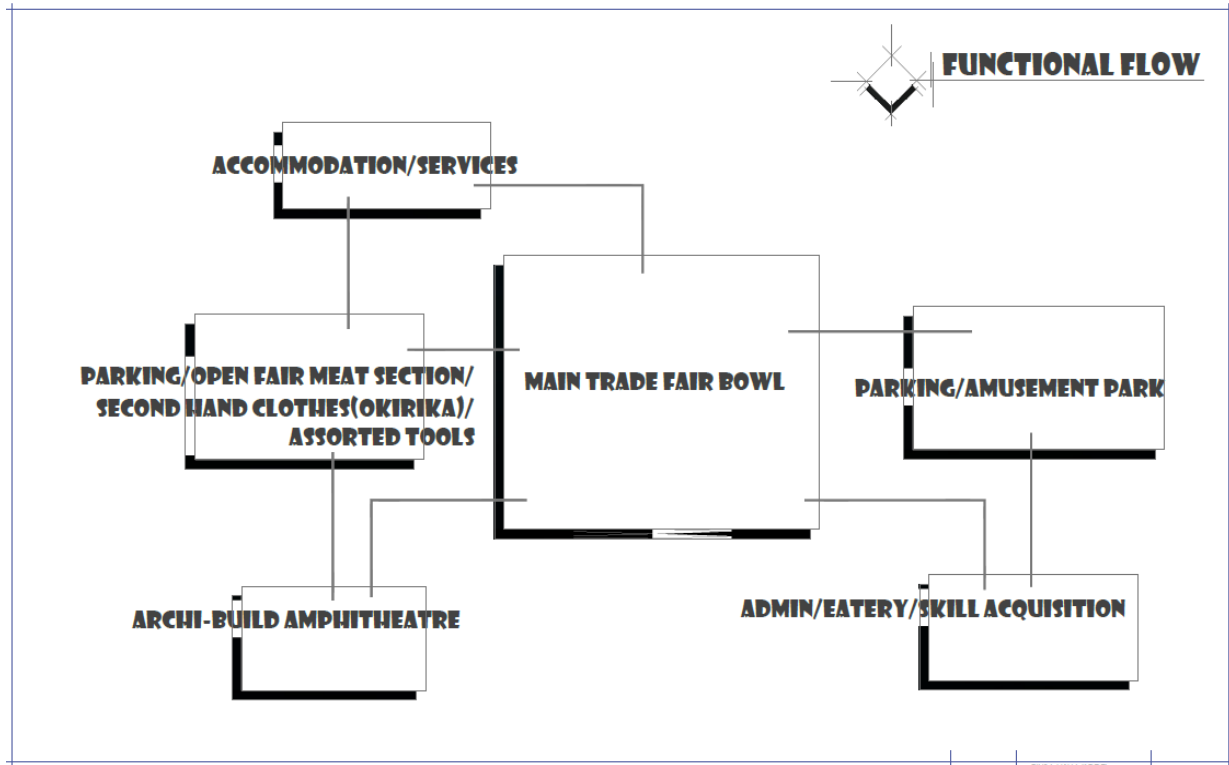 FUNCTIONAL FLOW
ACCOMMODATION/SERVICES
PARKING/OPEN FAIR MEAT SECTION/
SECOND HAND CLOTHES(OKIRIKA)/
ASSORTED TOOLS
MAIN TRADE FAIR BOWL
PARKING/AMUSEMENT PARK
ARCHI-BUILD AMPHITHEATRE
ADMIN/EATERY/SKILL ACQUISITION